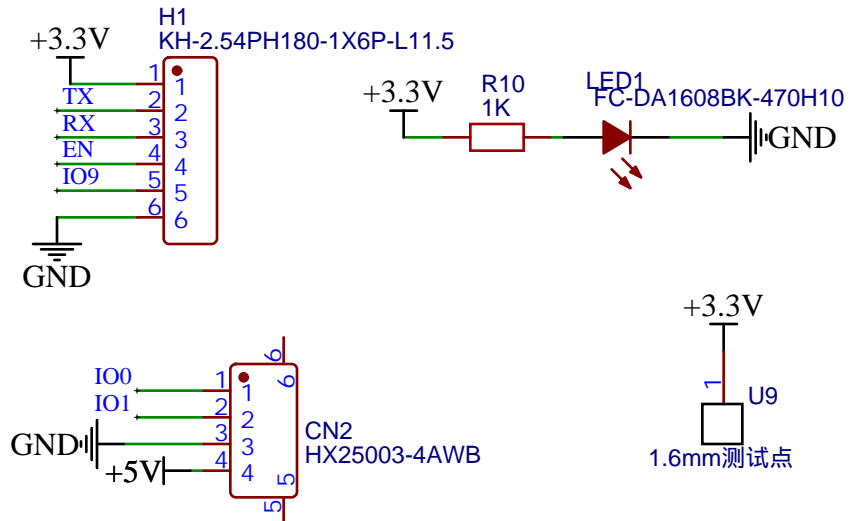 H1
KH-2.54PH180-1X6P-L11.5
+3.3V
1 1
TX 2 2
RX 3 3
EN 4 4
IO9 5 5
6 6
GND
+3.3V
R10
1K
LED1
FC-DA1608BK-470H10
GND
6
6
IO0 1 1
IO1 2 2
GND 3 3
+5V 4 4
5
5
CN2
HX25003-4AWB
+3.3V
1
U9
1.6mm测试点